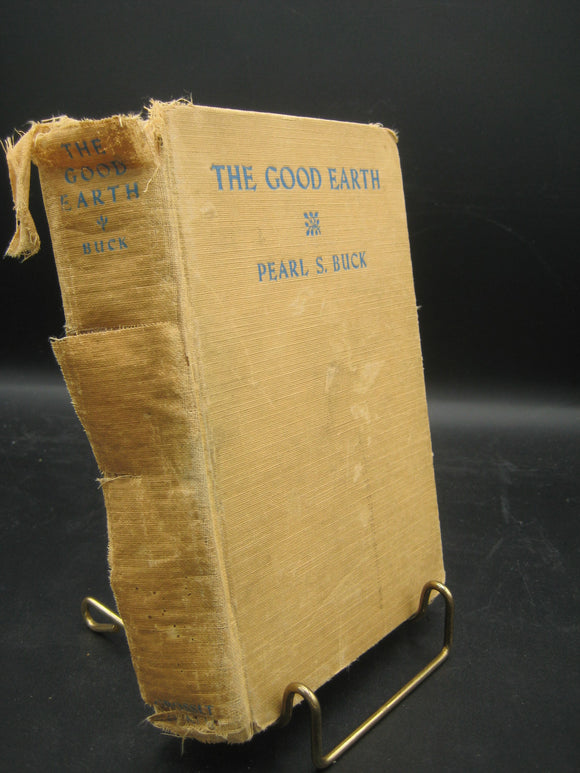 THE
GOOD
EARTH
BUCK
THE GOOD EARTH
PEARL S. BUCK